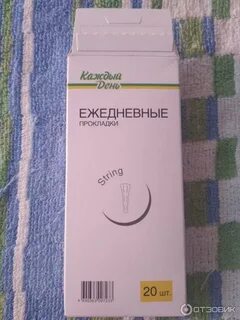 Каждый
День
ЕЖЕДНЕВНЫЕ
ПРОКЛАДКИ
String
20 шт.
ОТЗОВИК